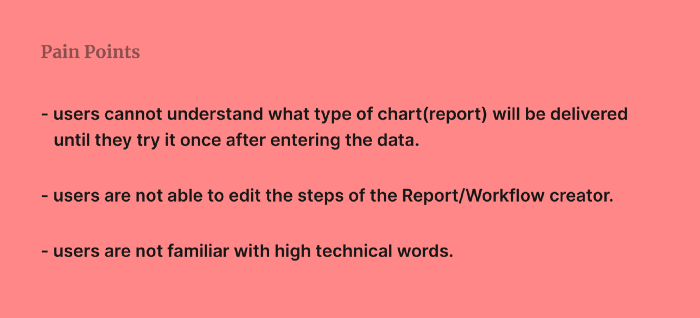 Pain Points
- users cannot understand what type of chart(report) will be delivered
until they try it once after entering the data.
- users are not able to edit the steps of the Report/Workflow creator.
- users are not familiar with high technical words.